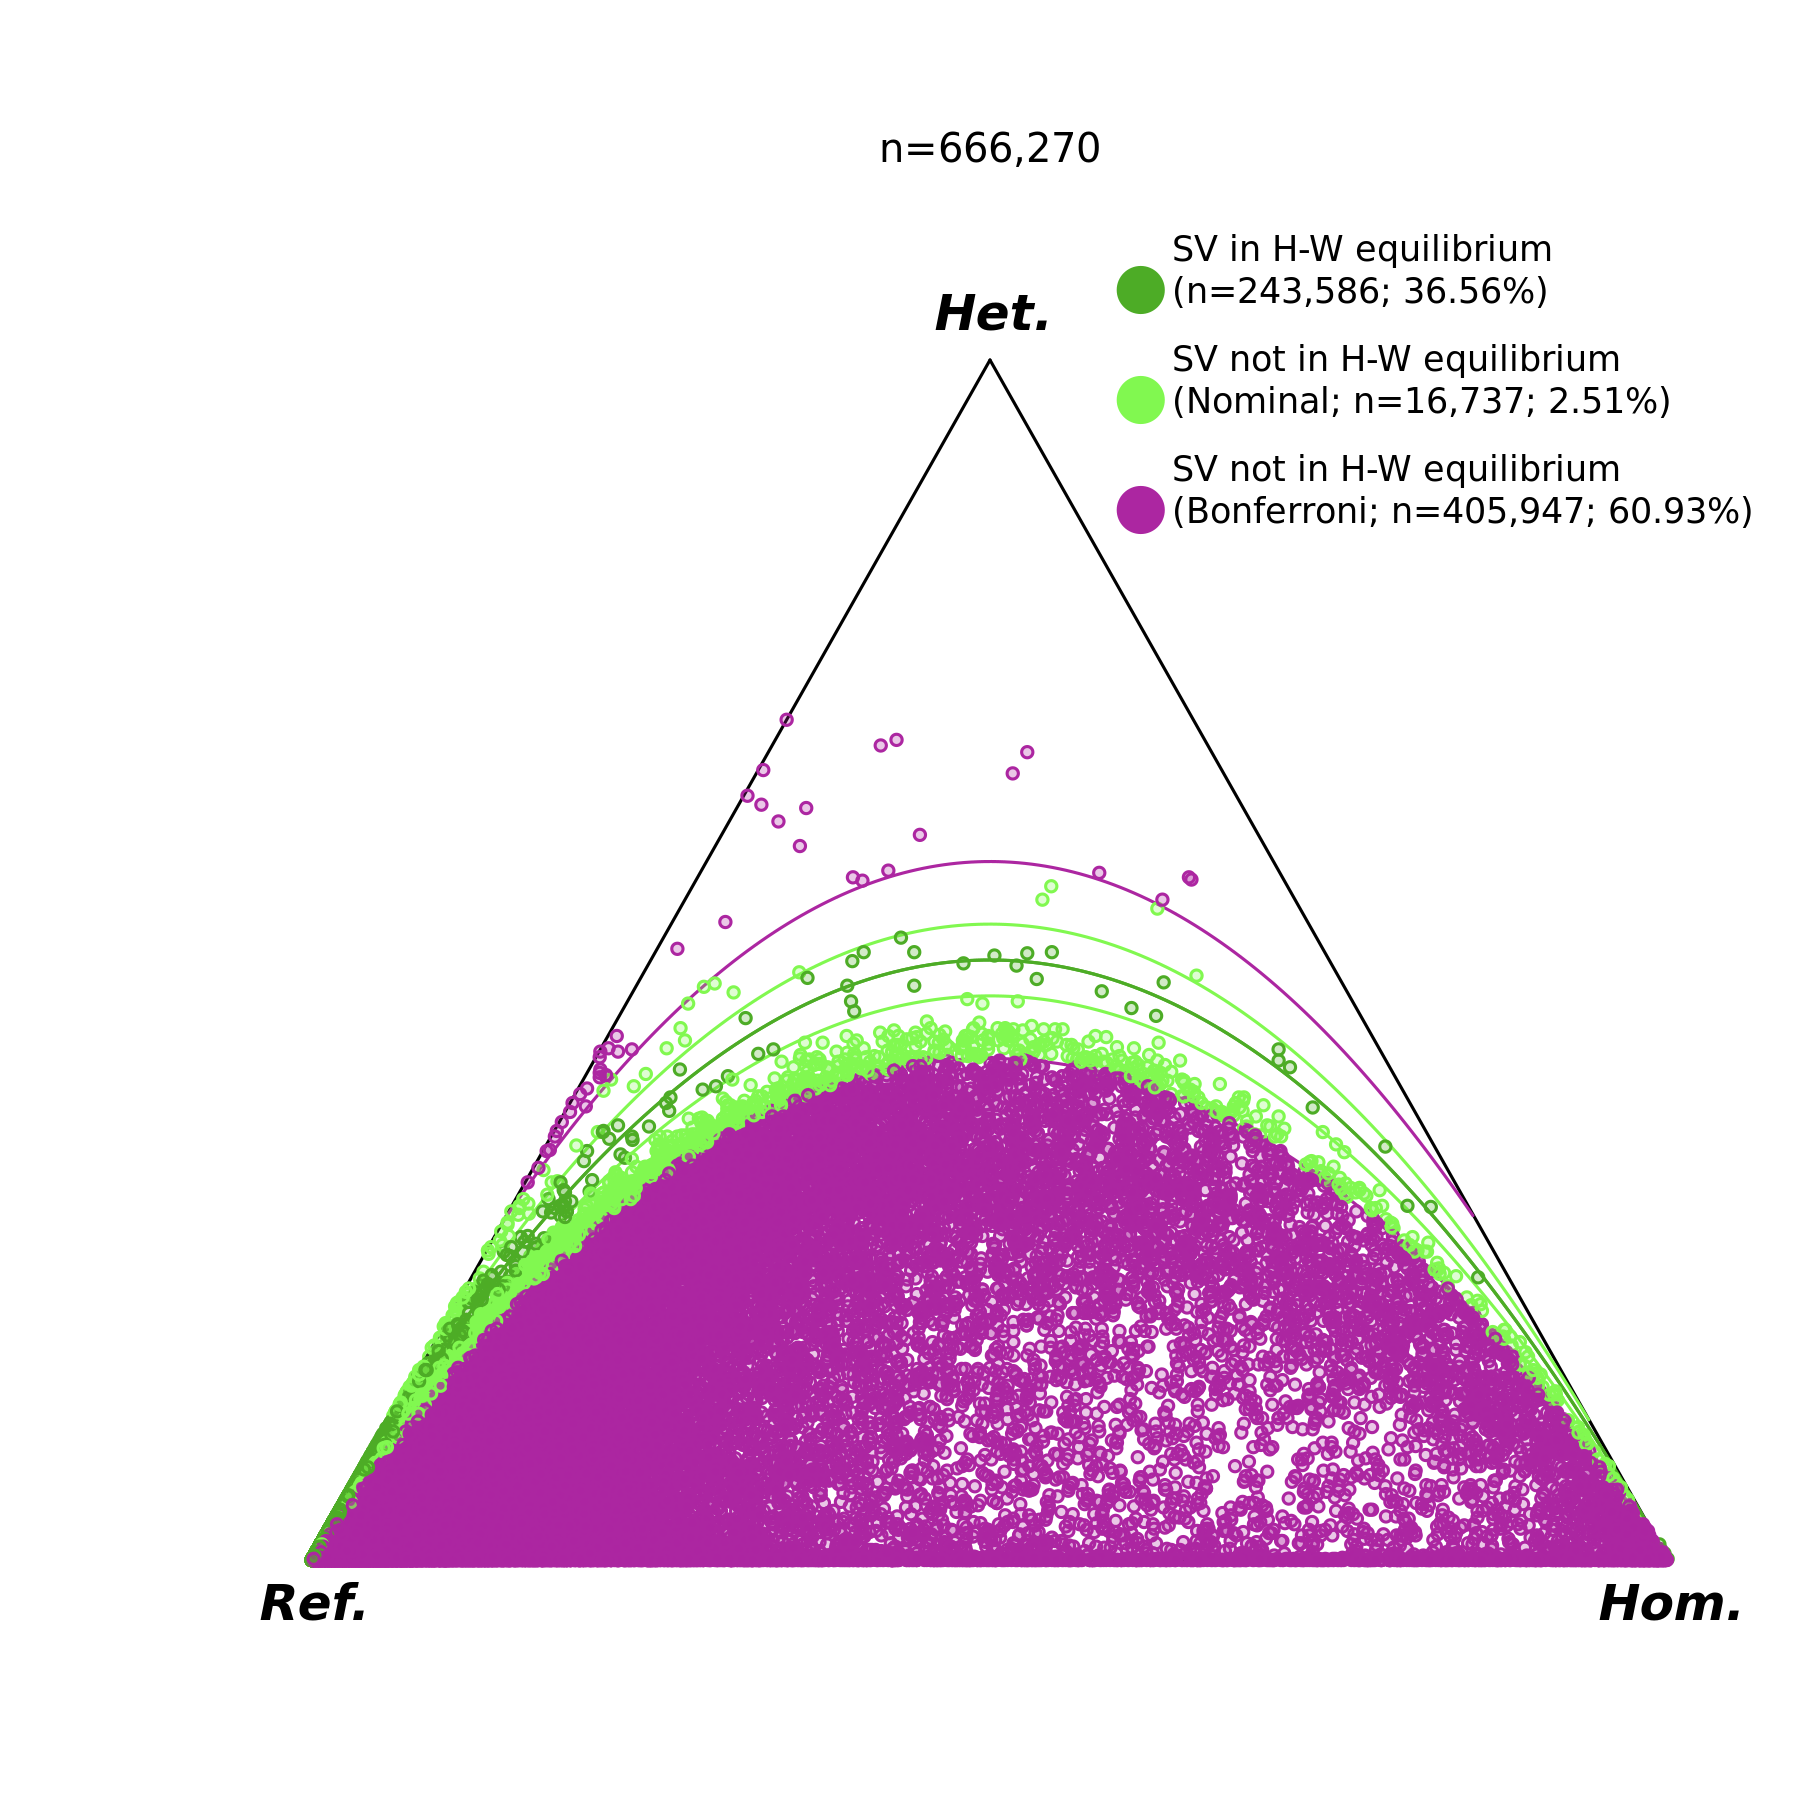 n=666,270
SV in H-W equilibrium
(n=243,586; 36.56%)
Het.
SV not in H-W equilibrium
(Nominal; n=16,737; 2.51%)
SV not in H-W equilibrium
(Bonferroni; n=405,947; 60.93%)
Ref.
Hom.